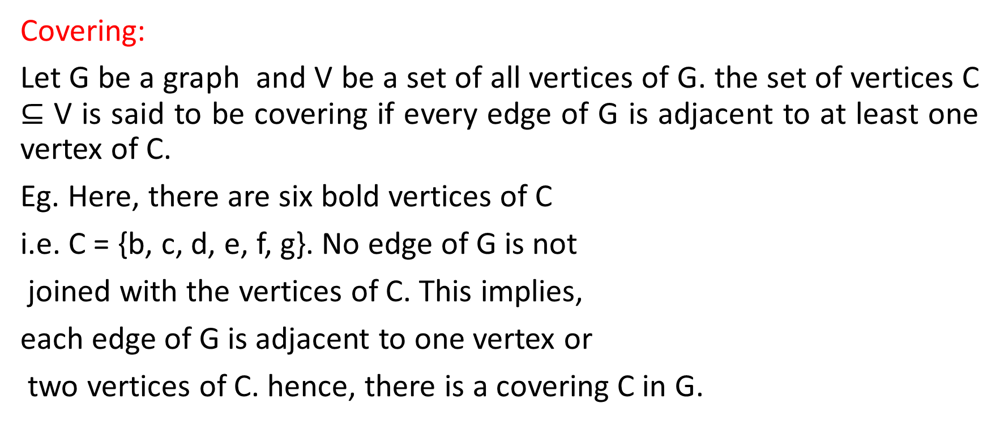 Covering:
Let G be a graph  and V be a set of all vertices of G. the set of vertices C
⊆ V is said to be covering if every edge of G is adjacent to at least one
vertex of C.
Eg. Here, there are six bold vertices of C
i.e. C = {b, c, d, e, f, g}. No edge of G is not
joined with the vertices of C. This implies,
each edge of G is adjacent to one vertex or
two vertices of C. hence, there is a covering C in G.